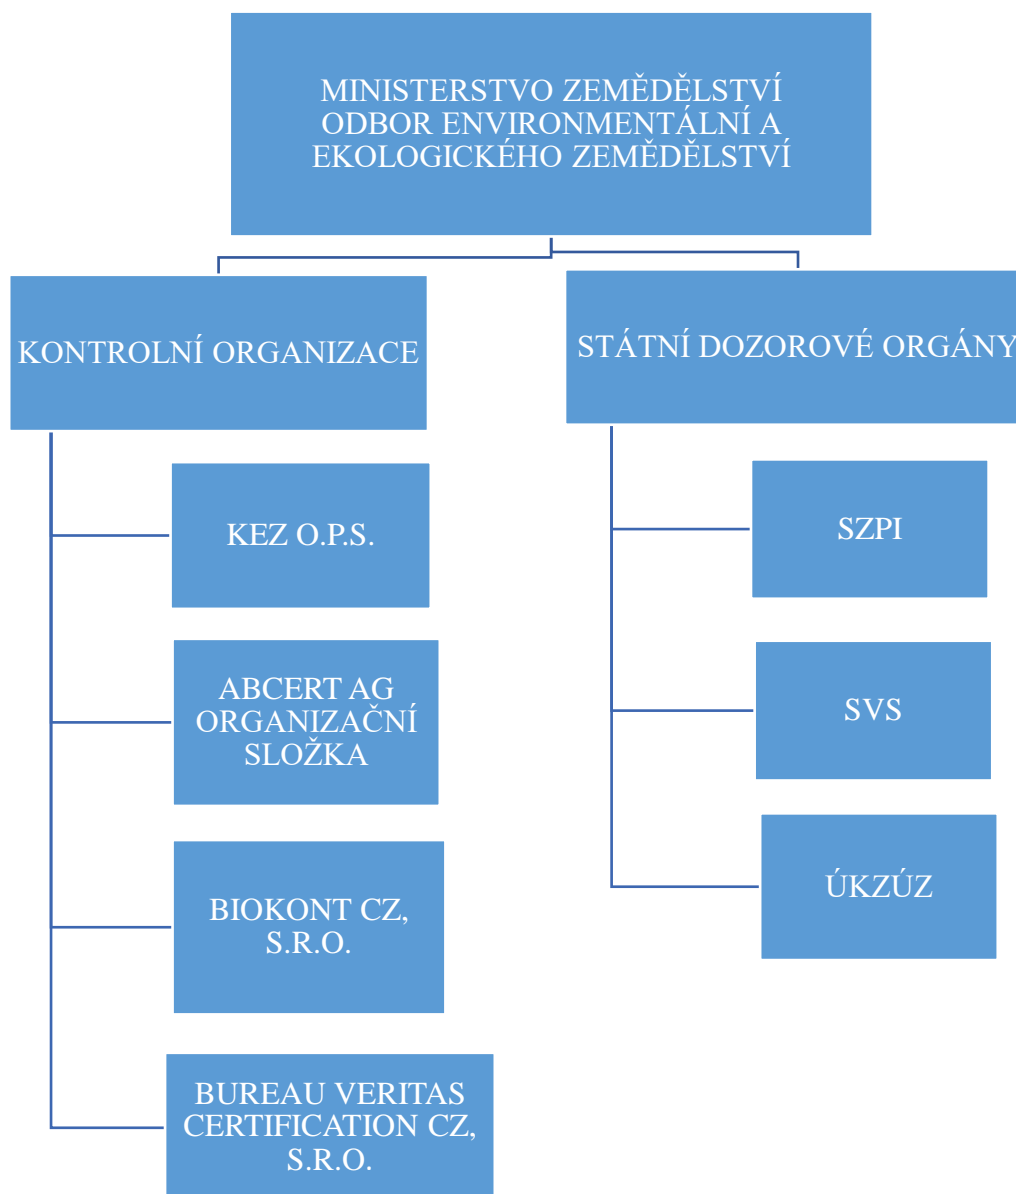 MINISTERSTVO ZEMĚDĚLSTVÍ
ODBOR ENVIRONMENTÁLNÍ A
EKOLOGICKÉHO ZEMĚDĚLSTVÍ
KONTROLNÍ ORGANIZACE
KEZ O.P.S.
ABCERT AG
ORGANIZAČNÍ
SLOŽKA
BIOKONT CZ,
S.R.O.
BUREAU VERITAS
CERTIFICATION CZ,
S.R.O.
STÁTNÍ DOZOROVÉ ORGÁNY
SZPI
SVS
ÚKZÚZ